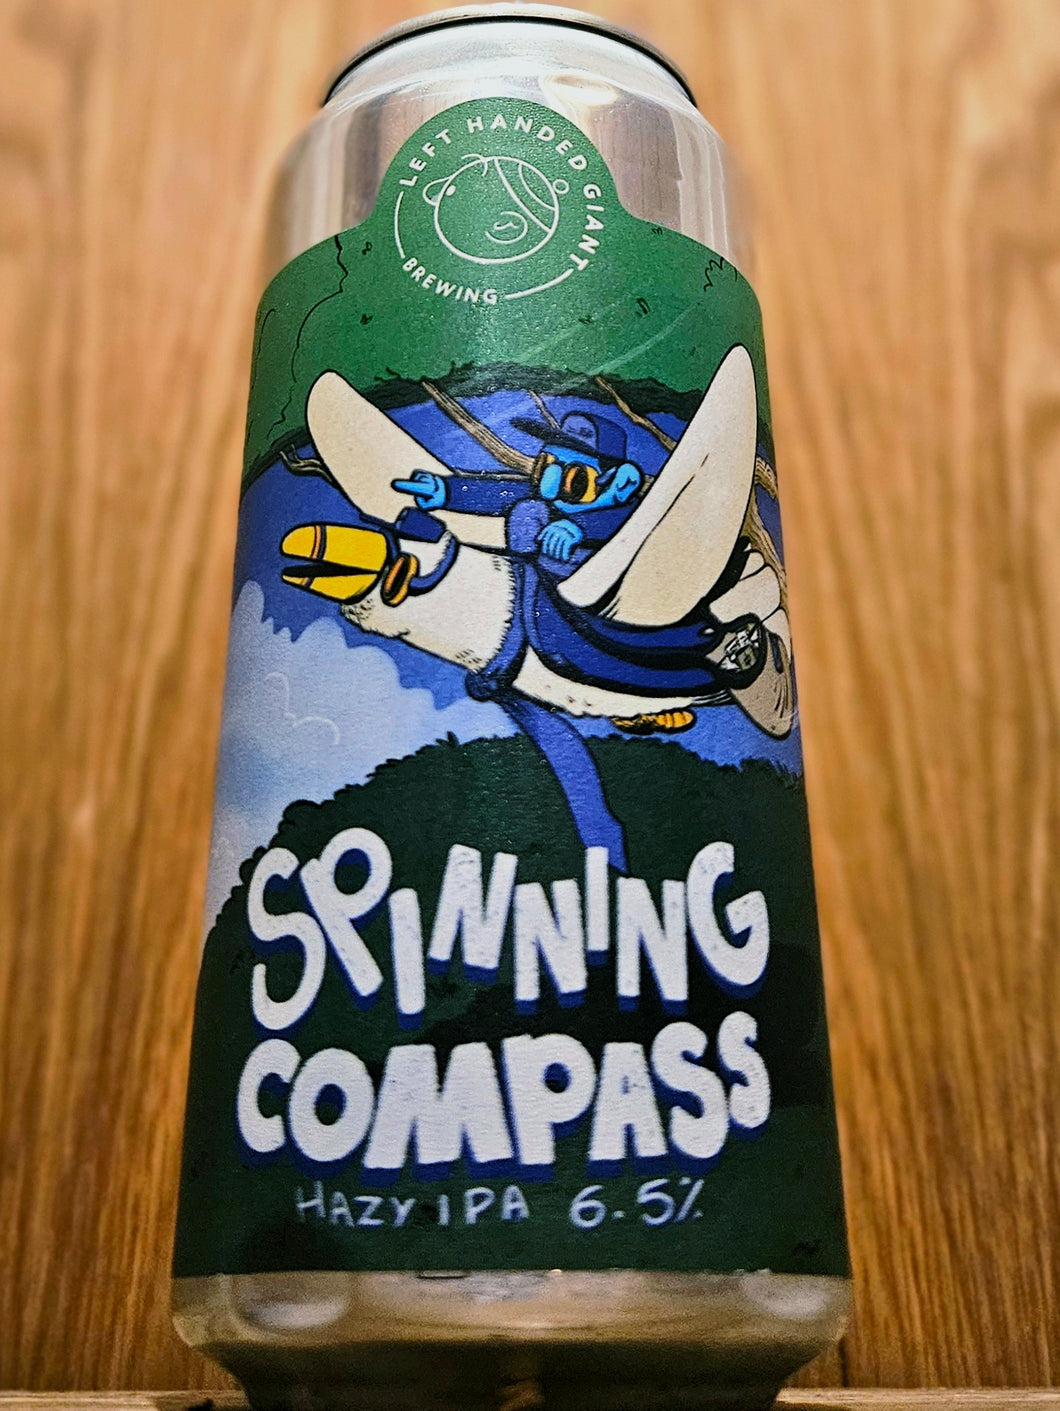 LEFT HANDED GIANT
BREWING
SPINNING
COMPASS
HAZY IPA 6.5%